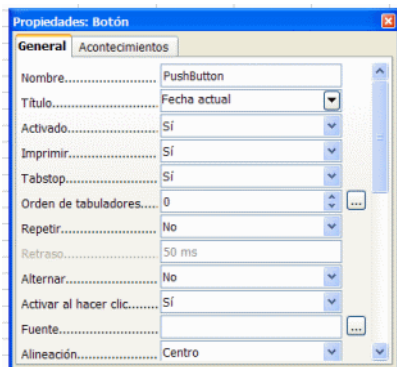 Propiedades: Botón
General Acontecimientos
Nombre........................ PushButton
Título........................... Fecha actual
Activado....................... Sí
Imprimir....................... Sí
Tabstop........................ Sí
Orden de tabuladores..... 0 ...
Repetir......................... No
Retraso........................ 50 ms
Alternar........................ No
Activar al hacer clic........ Sí
Fuente.......................... ...
Alineación..................... Centro